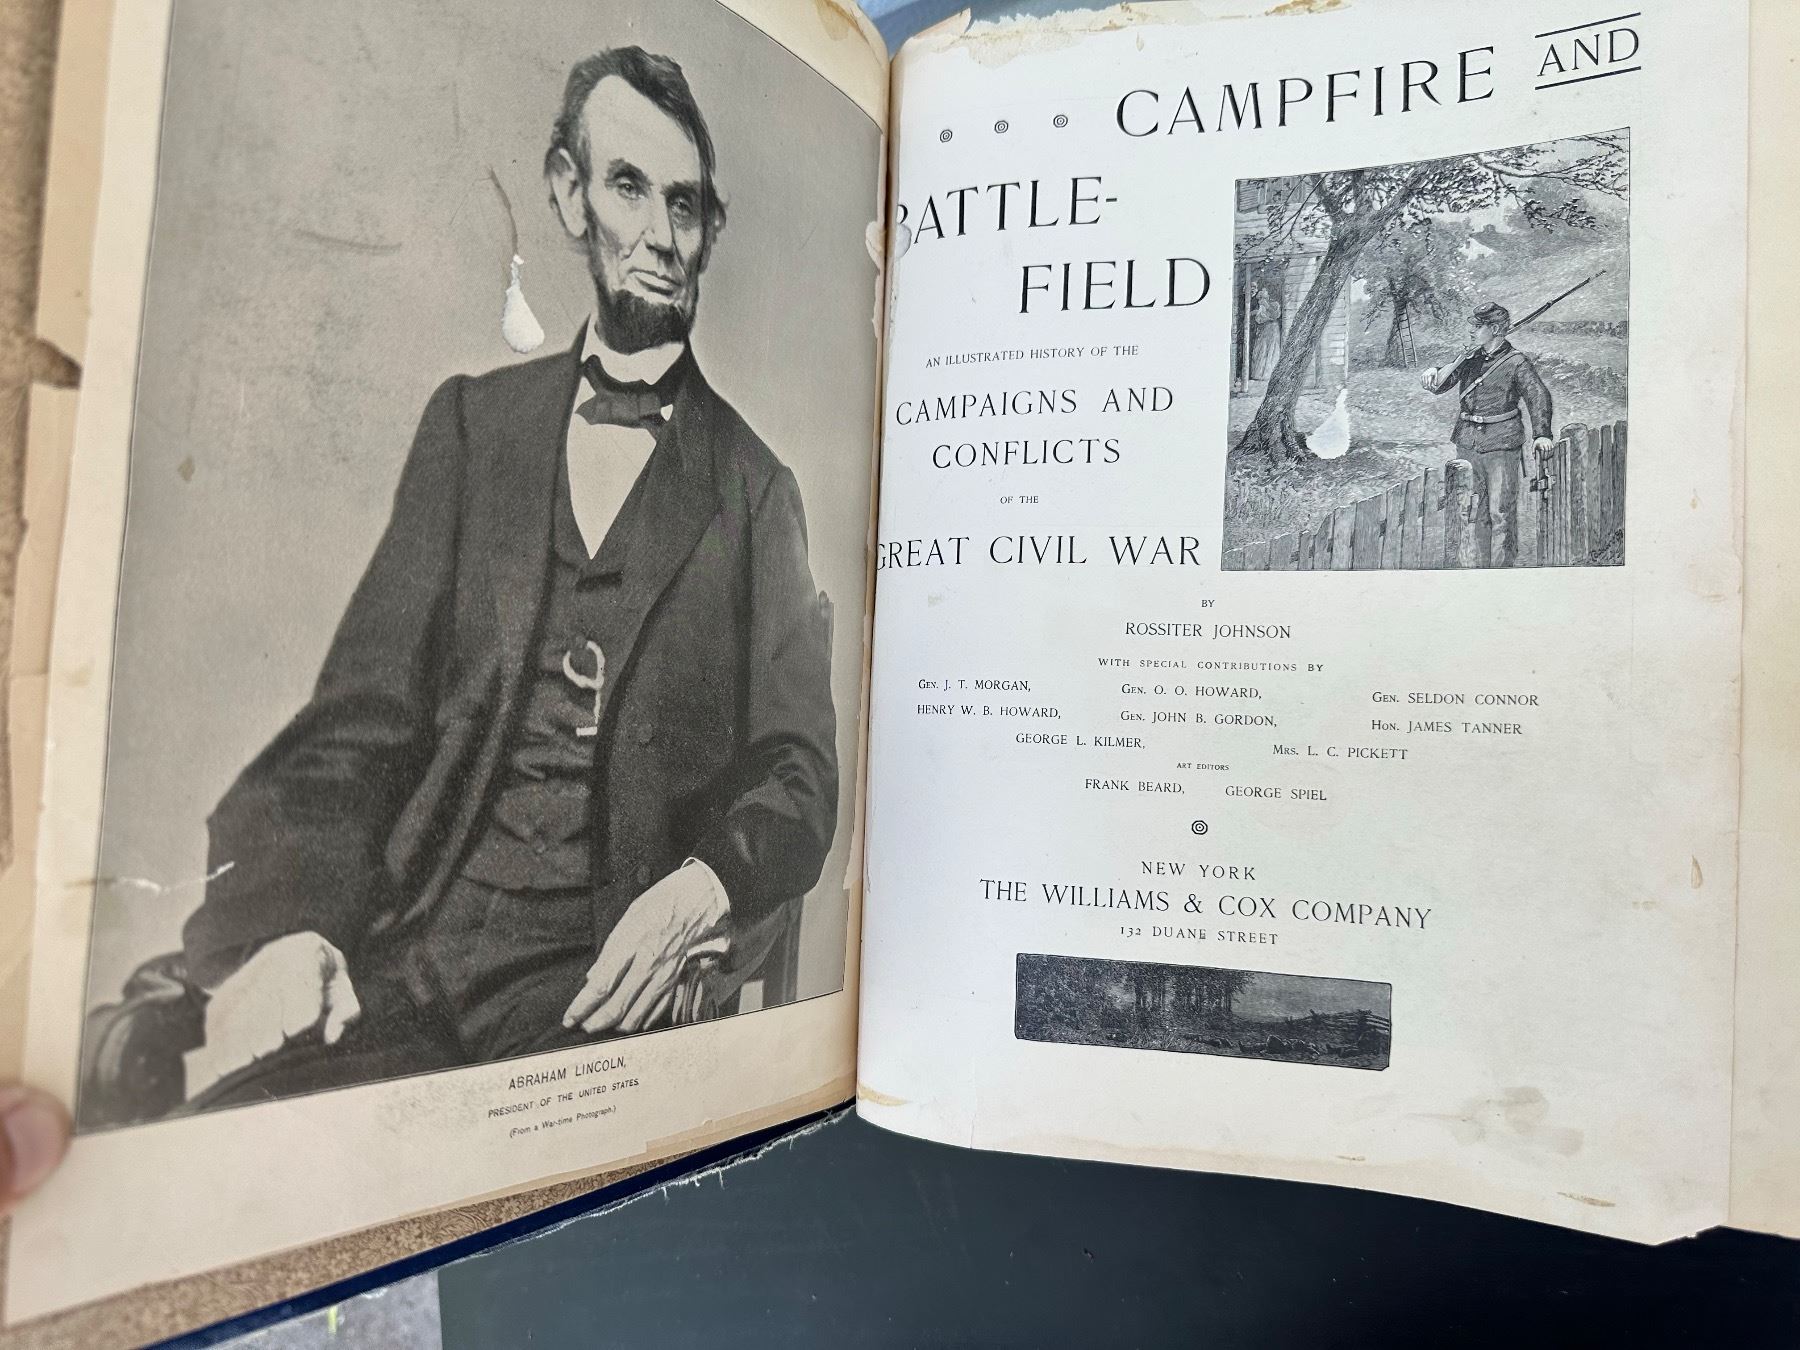 ABRAHAM LINCOLN,
PRESIDENT OF THE UNITED STATES.
(From a War-time Photograph.)
CAMPFIRE AND
BATTLE-
FIELD
AN ILLUSTRATED HISTORY OF THE
CAMPAIGNS AND
CONFLICTS
OF THE
GREAT CIVIL WAR
BY
ROSSITER JOHNSON
WITH SPECIAL CONTRIBUTIONS BY
GEN. J. T. MORGAN, GEN. O. O. HOWARD, GEN. SELDON CONNOR
HENRY W. B. HOWARD, GEN. JOHN B. GORDON, HON. JAMES TANNER
GEORGE L. KILMER, MRS. L. C. PICKETT
ART EDITORS
FRANK BEARD, GEORGE SPIEL
NEW YORK
THE WILLIAMS & COX COMPANY
132 DUANE STREET